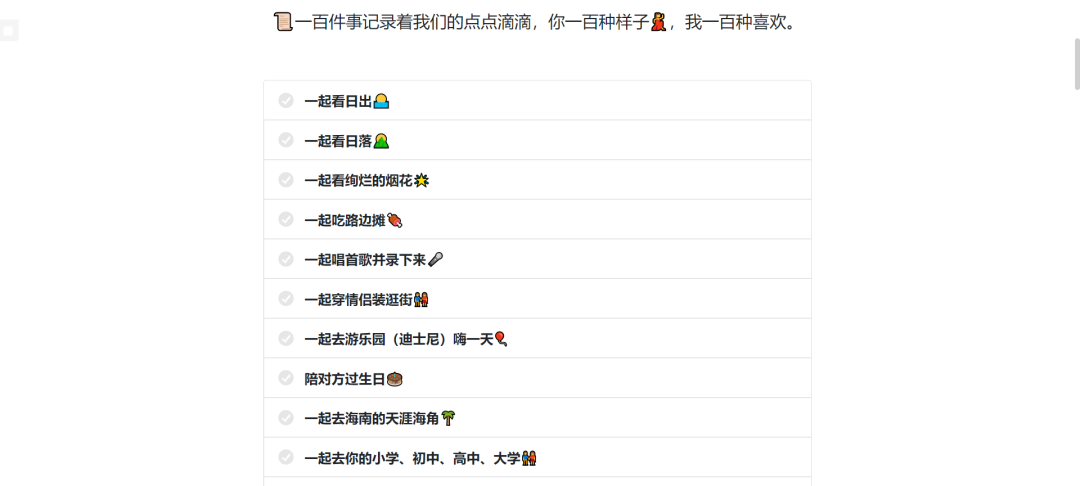 📜一百件事记录着我们的点点滴滴，你一百种样子💃，我一百种喜欢。
一起看日出🌅
一起看日落🌄
一起看绚烂的烟花🌟
一起吃路边摊🍖
一起唱首歌并录下来🎤
一起穿情侣装逛街👫
一起去游乐园（迪士尼）嗨一天🎈
陪对方过生日🎂
一起去海南的天涯海角🌴
一起去你的小学、初中、高中、大学👫